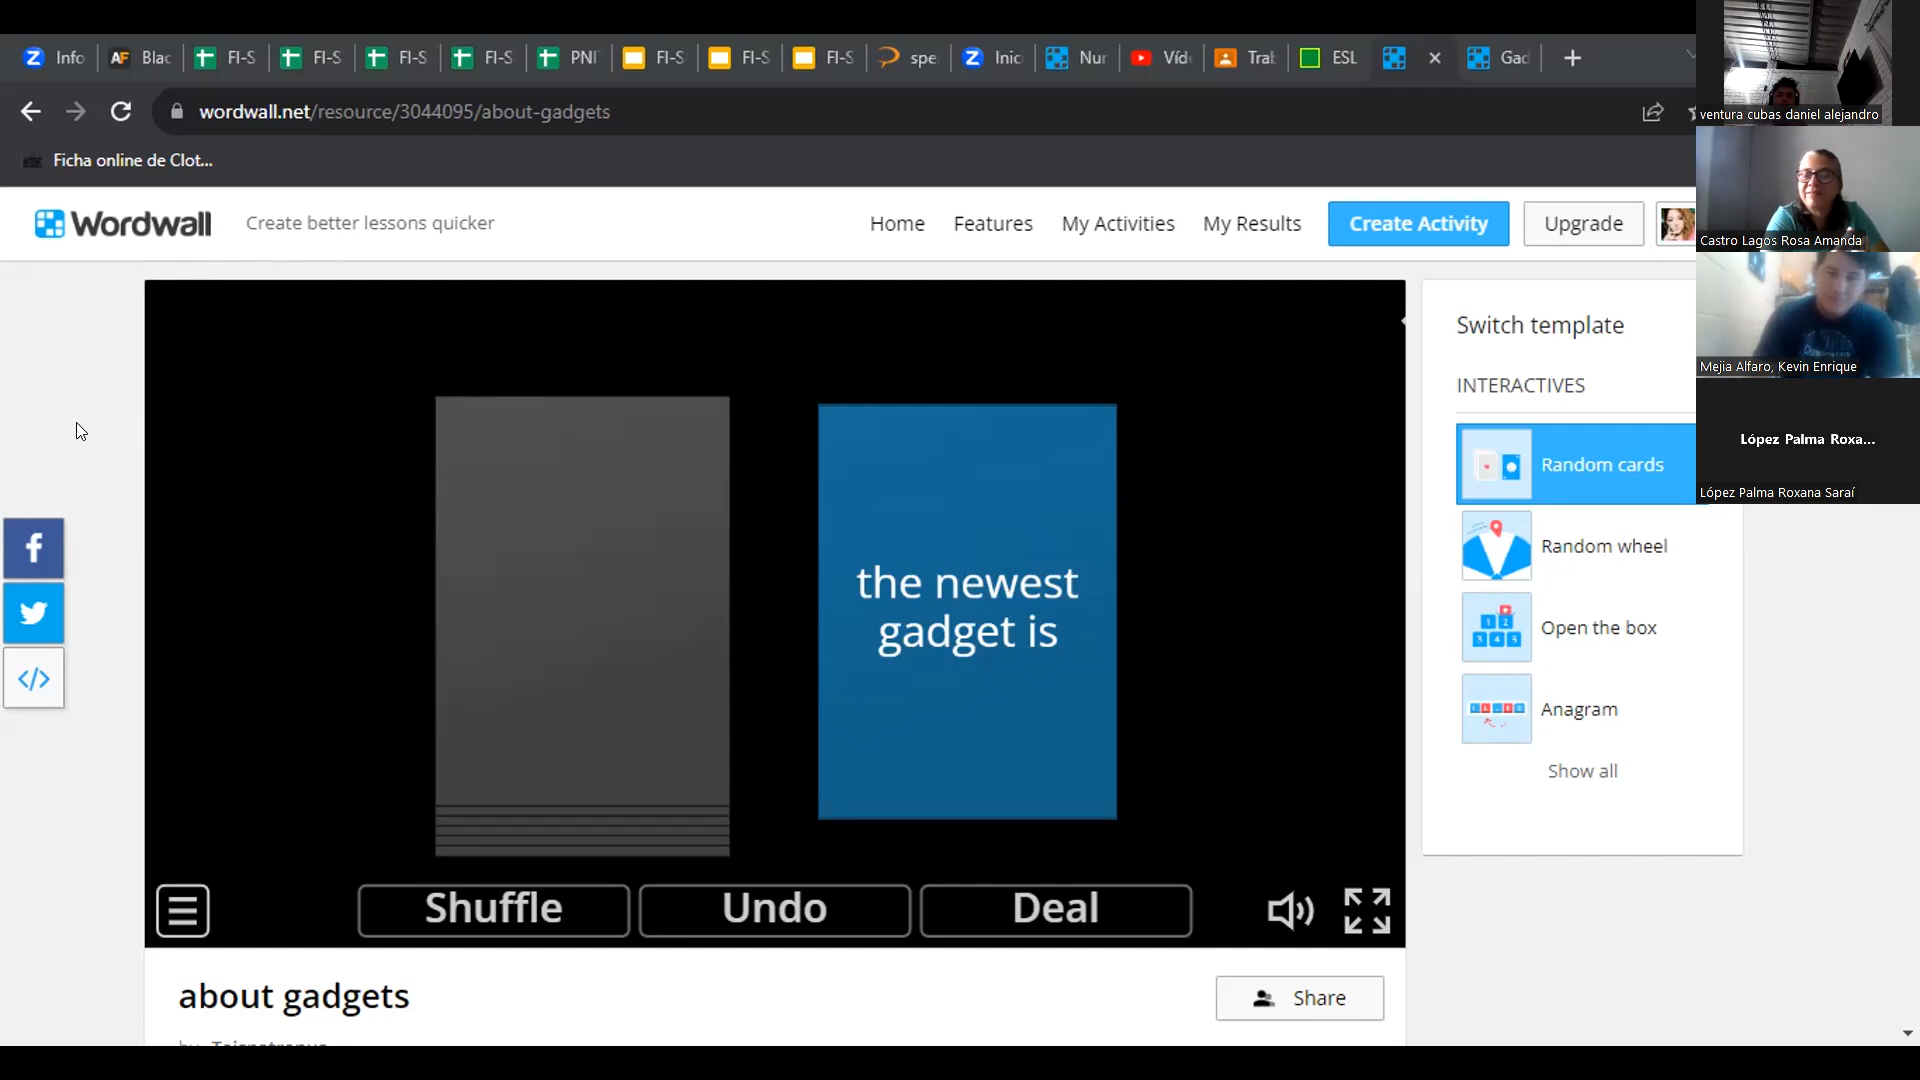 Info
Blac
FI-S
FI-S
FI-S
FI-S
PNI
FI-S
FI-S
FI-S
spe
Inic
Nur
Víd
Trab
ESL
Gad
wordwall.net/resource/3044095/about-gadgets
Ficha online de Clot...
Wordwall
Create better lessons quicker
Home
Features
My Activities
My Results
Create Activity
Upgrade
ventura cubas daniel alejandro
Castro Lagos Rosa Amanda
Mejia Alfaro, Kevin Enrique
López Palma Roxa...
López Palma Roxana Saraí
the newest
gadget is
Shuffle
Undo
Deal
Switch template
INTERACTIVES
Random cards
Random wheel
Open the box
Anagram
Show all
about gadgets
Share